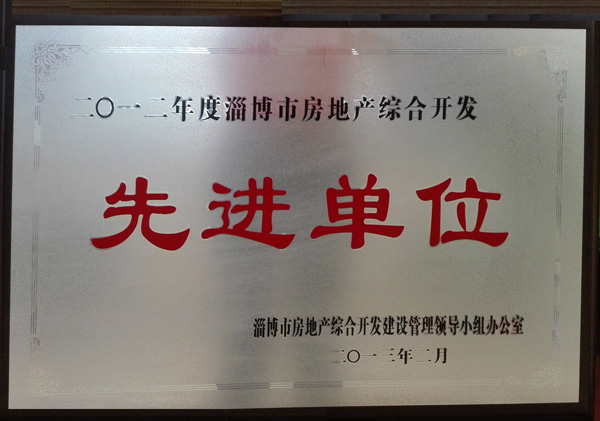 二〇一二年度淄博市房地产综合开发
先进单位
淄博市房地产综合开发建设管理领导小组办公室
二〇一三年二月